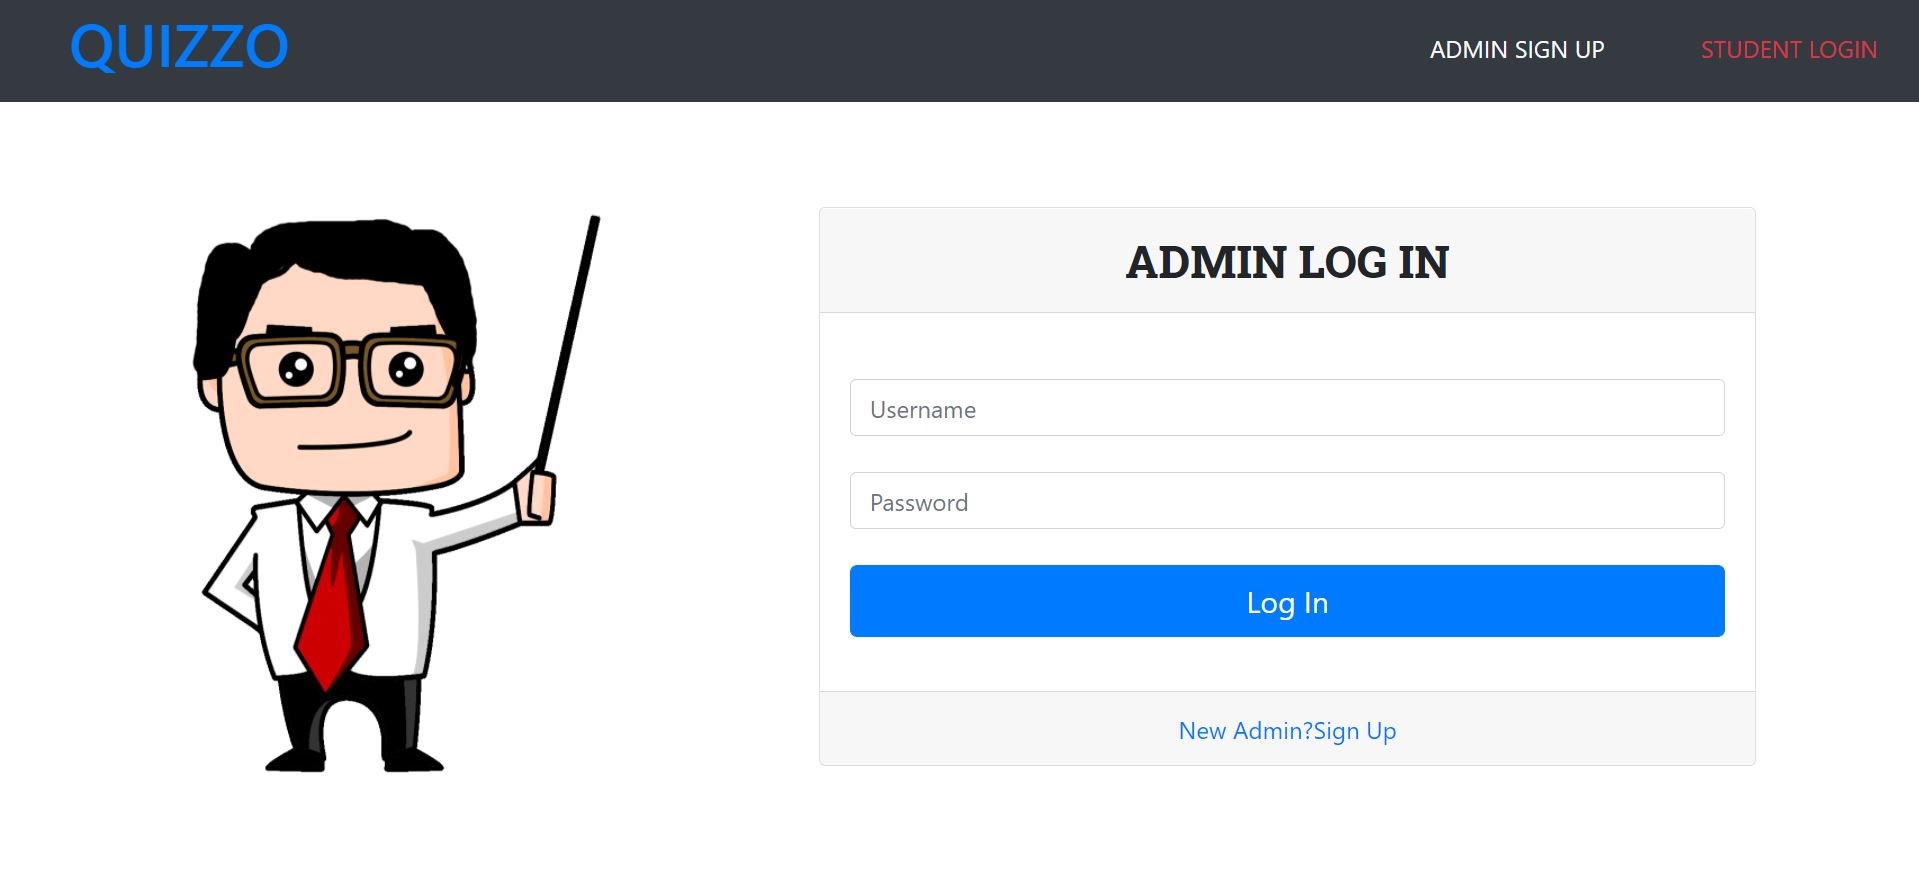 QUIZZO
ADMIN SIGN UP
STUDENT LOGIN
ADMIN LOG IN
Username
Password
Log In
New Admin?Sign Up